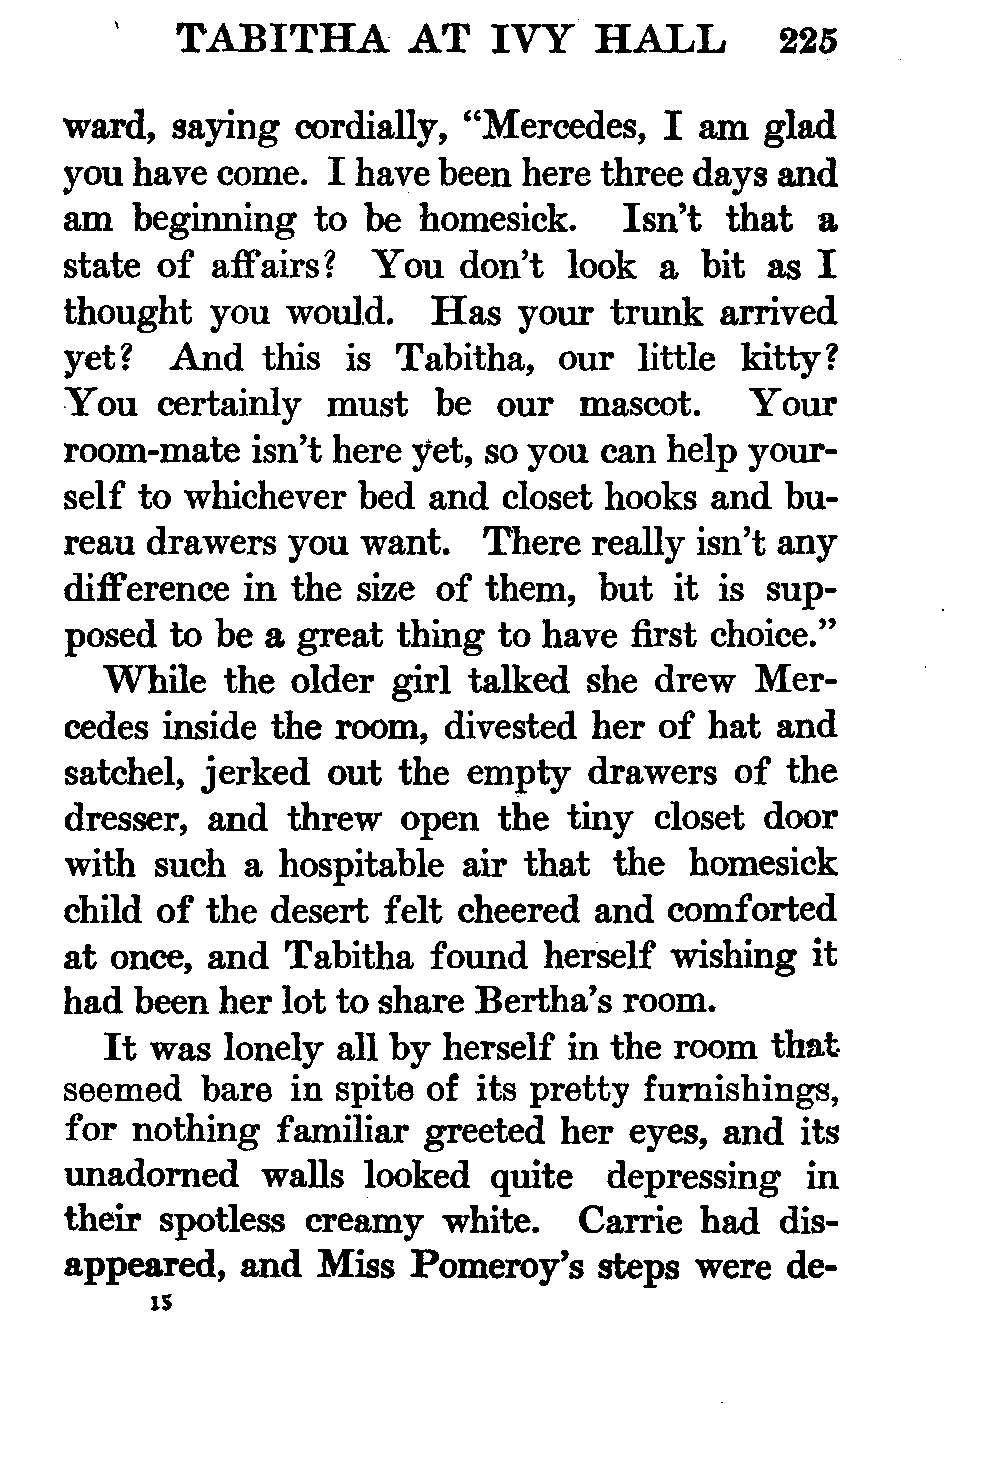 TABITHA AT IVY HALL 225
ward, saying cordially, “Mercedes, I am glad
you have come. I have been here three days and
am beginning to be homesick. Isn’t that a
state of affairs? You don’t look a bit as I
thought you would. Has your trunk arrived
yet? And this is Tabitha, our little kitty?
You certainly must be our mascot. Your
room-mate isn’t here yet, so you can help your-
self to whichever bed and closet hooks and bu-
reau drawers you want. There really isn’t any
difference in the size of them, but it is sup-
posed to be a great thing to have first choice.”
While the older girl talked she drew Mer-
cedes inside the room, divested her of hat and
satchel, jerked out the empty drawers of the
dresser, and threw open the tiny closet door
with such a hospitable air that the homesick
child of the desert felt cheered and comforted
at once, and Tabitha found herself wishing it
had been her lot to share Bertha’s room.
It was lonely all by herself in the room that
seemed bare in spite of its pretty furnishings,
for nothing familiar greeted her eyes, and its
unadorned walls looked quite depressing in
their spotless creamy white. Carrie had dis-
appeared, and Miss Pomeroy’s steps were de-
15